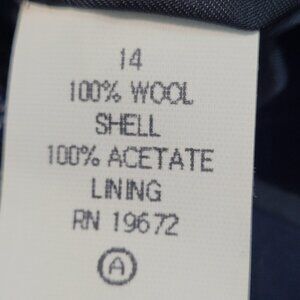 14
100% WOOL
SHELL
100% ACETATE
LINING
RN 19672
A